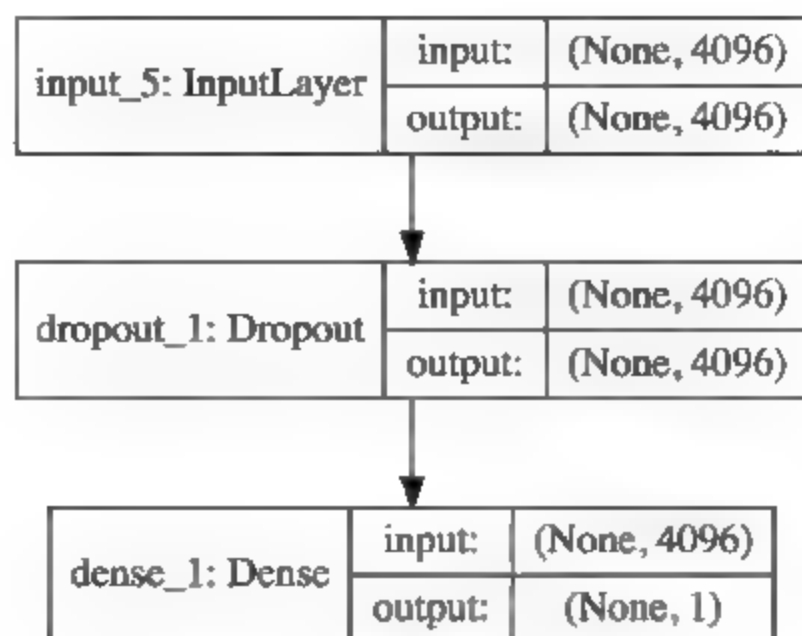 input_5: InputLayer
input: (None, 4096)
output: (None, 4096)
dropout_1: Dropout
input: (None, 4096)
output: (None, 4096)
dense_1: Dense
input: (None, 4096)
output: (None, 1)